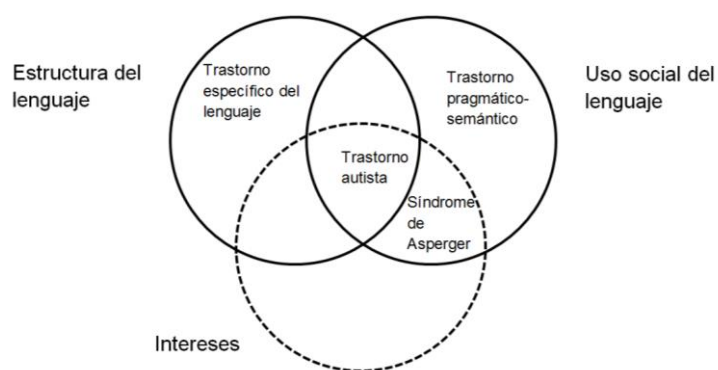 Estructura del
lenguaje
Trastorno
específico del
lenguaje
Trastorno
pragmático-
semántico
Uso social del
lenguaje
Trastorno
autista
Síndrome
de
Asperger
Intereses